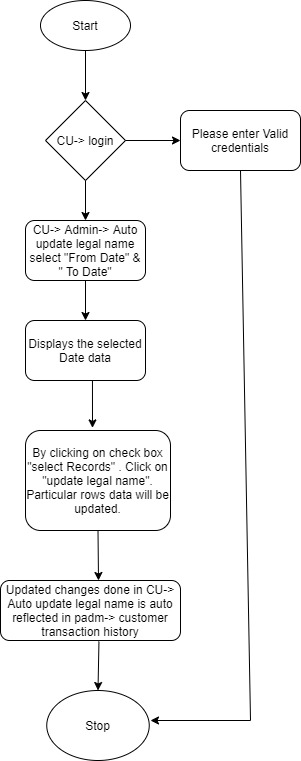 Start
CU-> login
Please enter Valid
credentials
CU-> Admin-> Auto
update legal name
select "From Date" &
" To Date"
Displays the selected
Date data
By clicking on check box
"select Records" . Click on
"update legal name".
Particular rows data will be
updated.
Updated changes done in CU->
Auto update legal name is auto
reflected in padm-> customer
transaction history
Stop